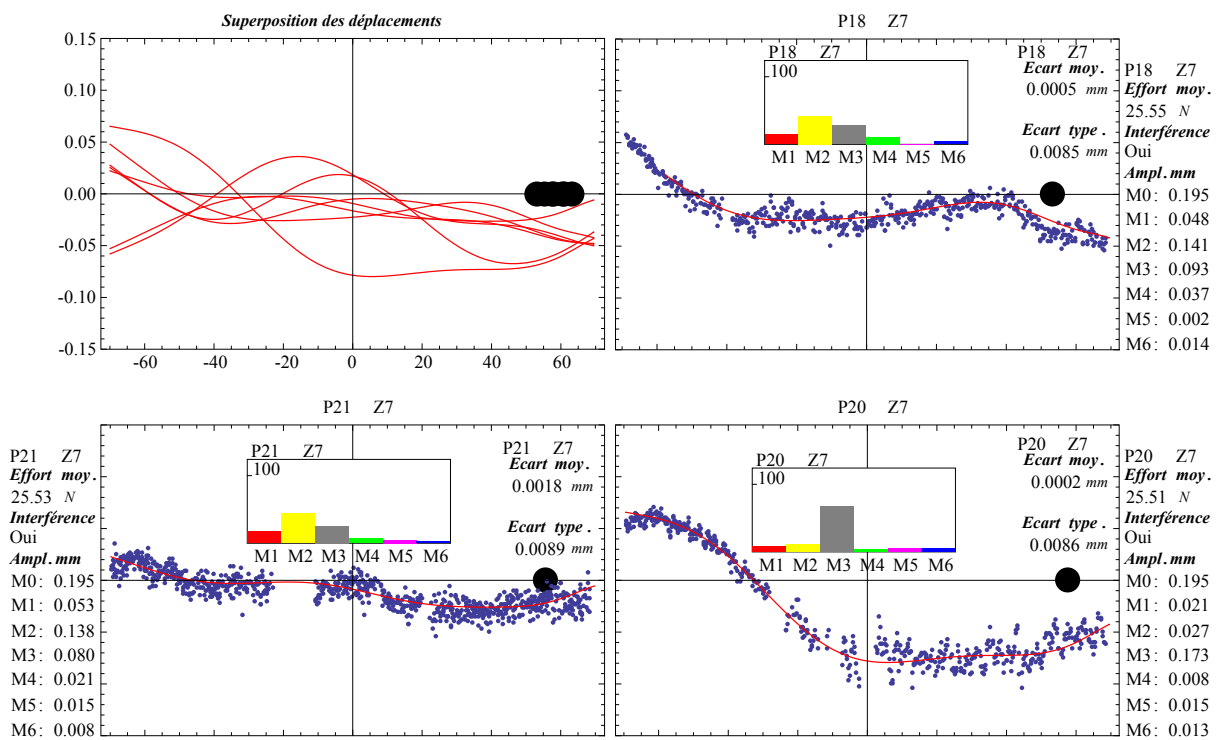 Superposition des déplacements
0.15
0.10
0.05
0.00
-0.05
-0.10
-0.15
-60 -40 -20 0 20 40 60
P18 Z7
P18 Z7
100
M1 M2 M3 M4 M5 M6
P18 Z7
Ecart moy.
0.0005 mm
Ecart type.
0.0085 mm
P18 Z7
Effort moy.
25.55 N
Interférence
Oui
Ampl.mm
M0: 0.195
M1: 0.048
M2: 0.141
M3: 0.093
M4: 0.037
M5: 0.002
M6: 0.014
P21 Z7
P21 Z7
Effort moy.
25.53 N
Interférence
Oui
Ampl.mm
M0: 0.195
M1: 0.053
M2: 0.138
M3: 0.080
M4: 0.021
M5: 0.015
M6: 0.008
P21 Z7
100
M1 M2 M3 M4 M5 M6
P21 Z7
Ecart moy.
0.0018 mm
Ecart type.
0.0089 mm
P20 Z7
P20 Z7
100
M1 M2 M3 M4 M5 M6
P20 Z7
Ecart moy.
0.0002 mm
Ecart type.
0.0086 mm
P20 Z7
Effort moy.
25.51 N
Interférence
Oui
Ampl.mm
M0: 0.195
M1: 0.021
M2: 0.027
M3: 0.173
M4: 0.008
M5: 0.015
M6: 0.013